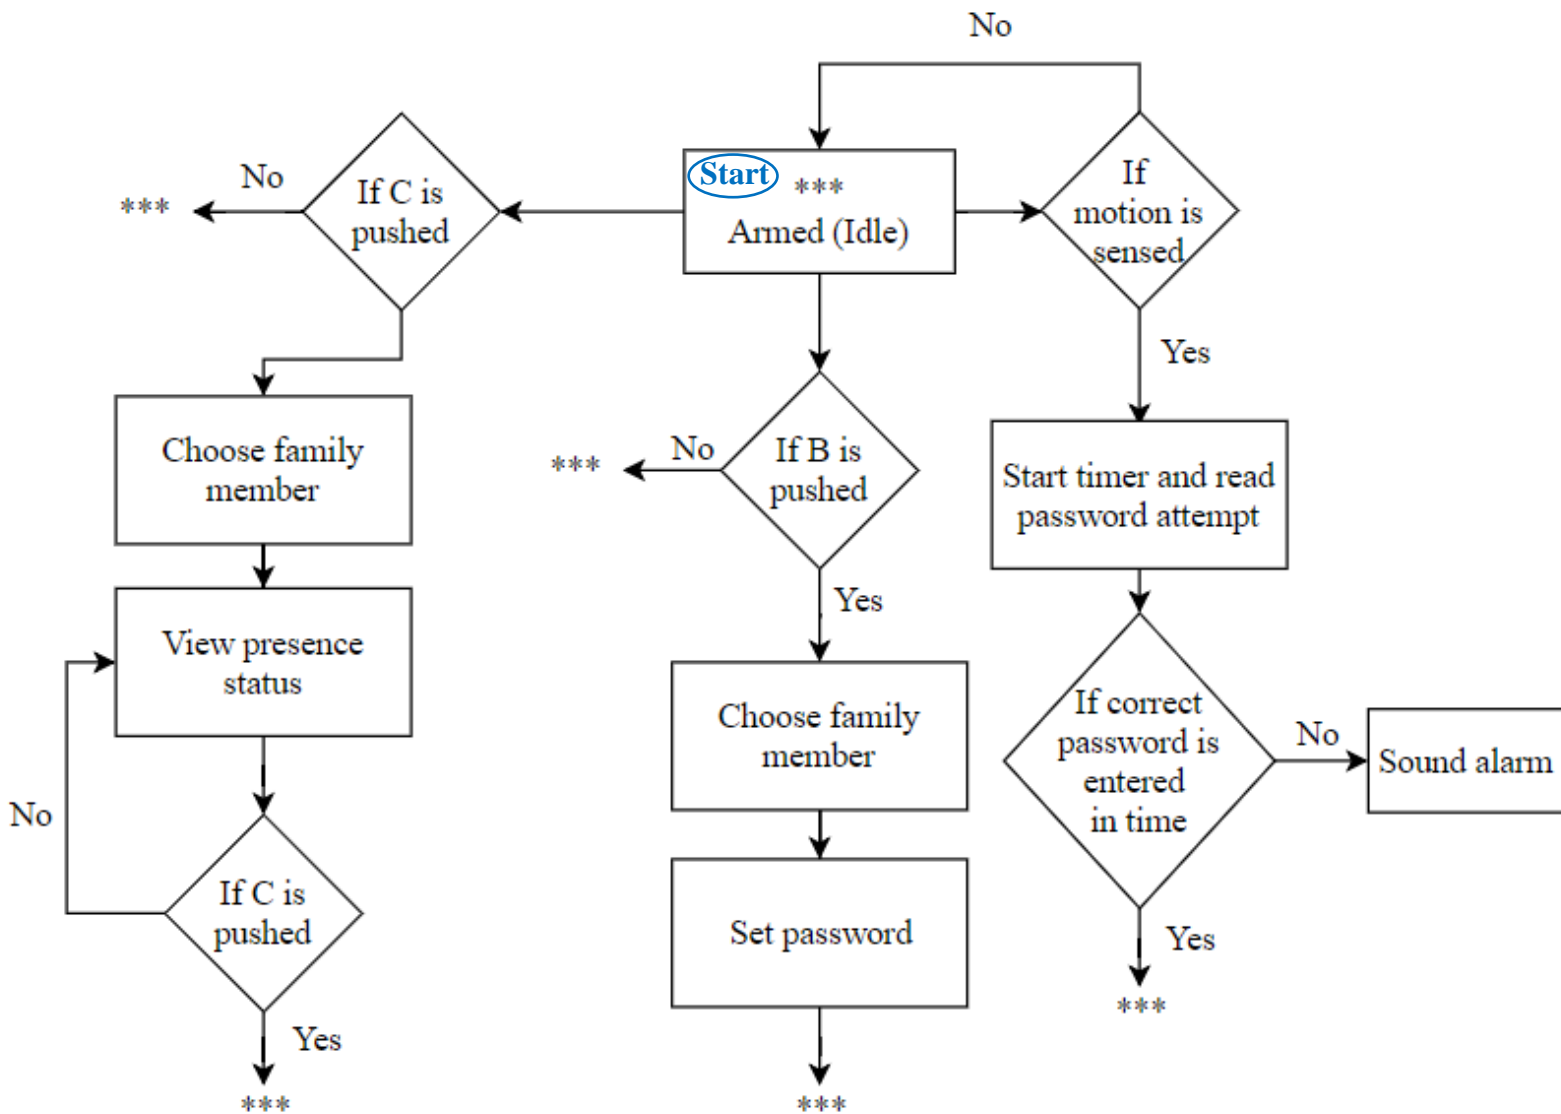 No
Start
***
Armed (Idle)
If C is
pushed
No
***
If
motion is
sensed
Yes
Choose family
member
If B is
pushed
No
***
Start timer and read
password attempt
Yes
View presence
status
Choose family
member
If correct
password is
entered
in time
No
Sound alarm
No
If C is
pushed
Set password
Yes
***
Yes
***
***